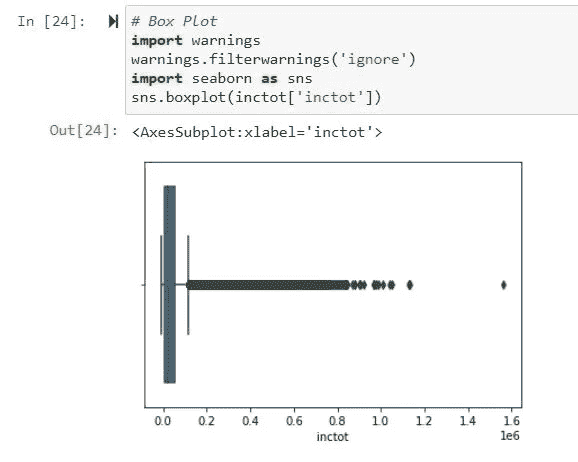 In [24]:
# Box Plot
import warnings
warnings.filterwarnings('ignore')
import seaborn as sns
sns.boxplot(inctot['inctot'])
Out[24]: <AxesSubplot:xlabel='inctot'>
0.0 0.2 0.4 0.6 0.8 1.0 1.2 1.4 1.6
1e6
inctot